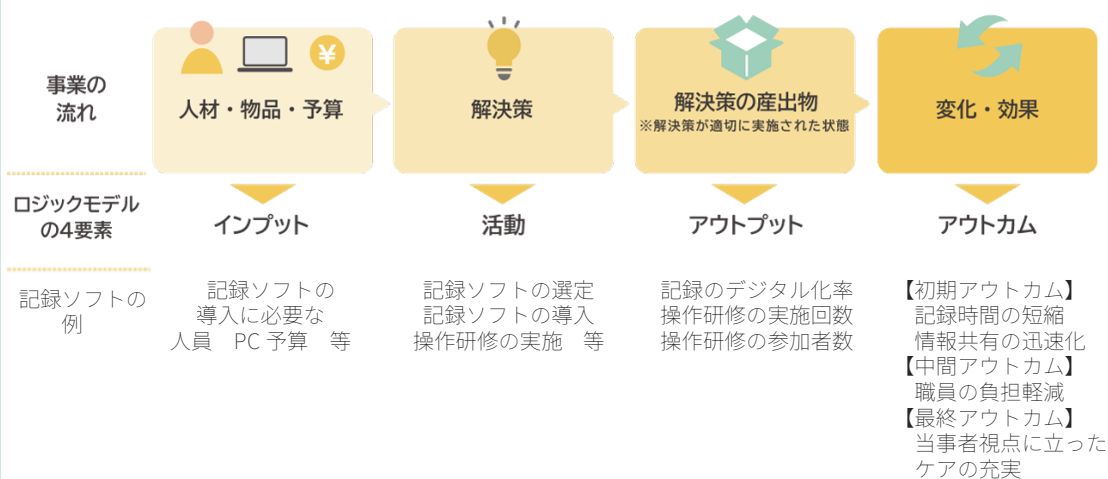 事業の
流れ
人材・物品・予算
¥
解決策
解決策の産出物
※解決策が適切に実施された状態
変化・効果
ロジックモデル
の4要素
インプット
活動
アウトプット
アウトカム
記録ソフトの
例
記録ソフトの
導入に必要な
人員　PC 予算　等
記録ソフトの選定
記録ソフトの導入
操作研修の実施　等
記録のデジタル化率
操作研修の実施回数
操作研修の参加者数
【初期アウトカム】
記録時間の短縮
情報共有の迅速化
【中間アウトカム】
職員の負担軽減
【最終アウトカム】
当事者視点に立った
ケアの充実